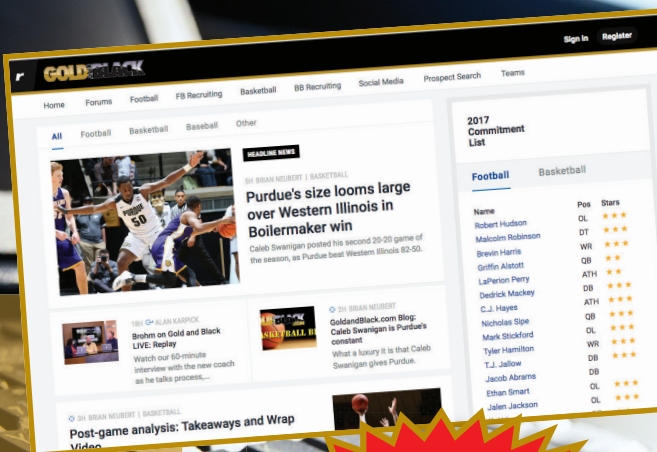 r
GOLDANDBLACK
Sign In
Register
Home
Forums
Football
FB Recruiting
Basketball
BB Recruiting
Social Media
Prospect Search
Teams
All
Football
Basketball
Baseball
Other
HEADLINE NEWS
5H BRIAN NEUBERT | BASKETBALL
Purdue's size looms large
over Western Illinois in
Boilermaker win
Caleb Swanigan posted his second 20-20 game of
the season, as Purdue beat Western Illinois 82-50.
PURDUE
50
18H ALAN KARPICK
Brohm on Gold and Black
LIVE: Replay
Watch our 60-minute
interview with the new coach
as he talks process,...
SKETBALL B
2H BRIAN NEUBERT
GoldandBlack.com Blog:
Caleb Swanigan is Purdue's
constant
What a luxury it is that Caleb
Swanigan gives Purdue.
3H BRIAN NEUBERT | BASKETBALL
Post-game analysis: Takeaways and Wrap
Video
2017
Commitment
List
Football
Basketball
Name Pos Stars
Robert Hudson OL ★★★
Malcolm Robinson DT ★★★
Brevin Harris WR ★★★
Griffin Alstott QB ★★
LaPerion Perry ATH ★★
Dedrick Mackey DB ★★★
C.J. Hayes ATH ★★★
Nicholas Sipe QB ★★★
Mark Stickford OL ★★★
Tyler Hamilton WR ★★★
T.J. Jallow DB ★★★
Jacob Abrams DB
Ethan Smart OL ★★★
Jalen Jackson OL ★★★